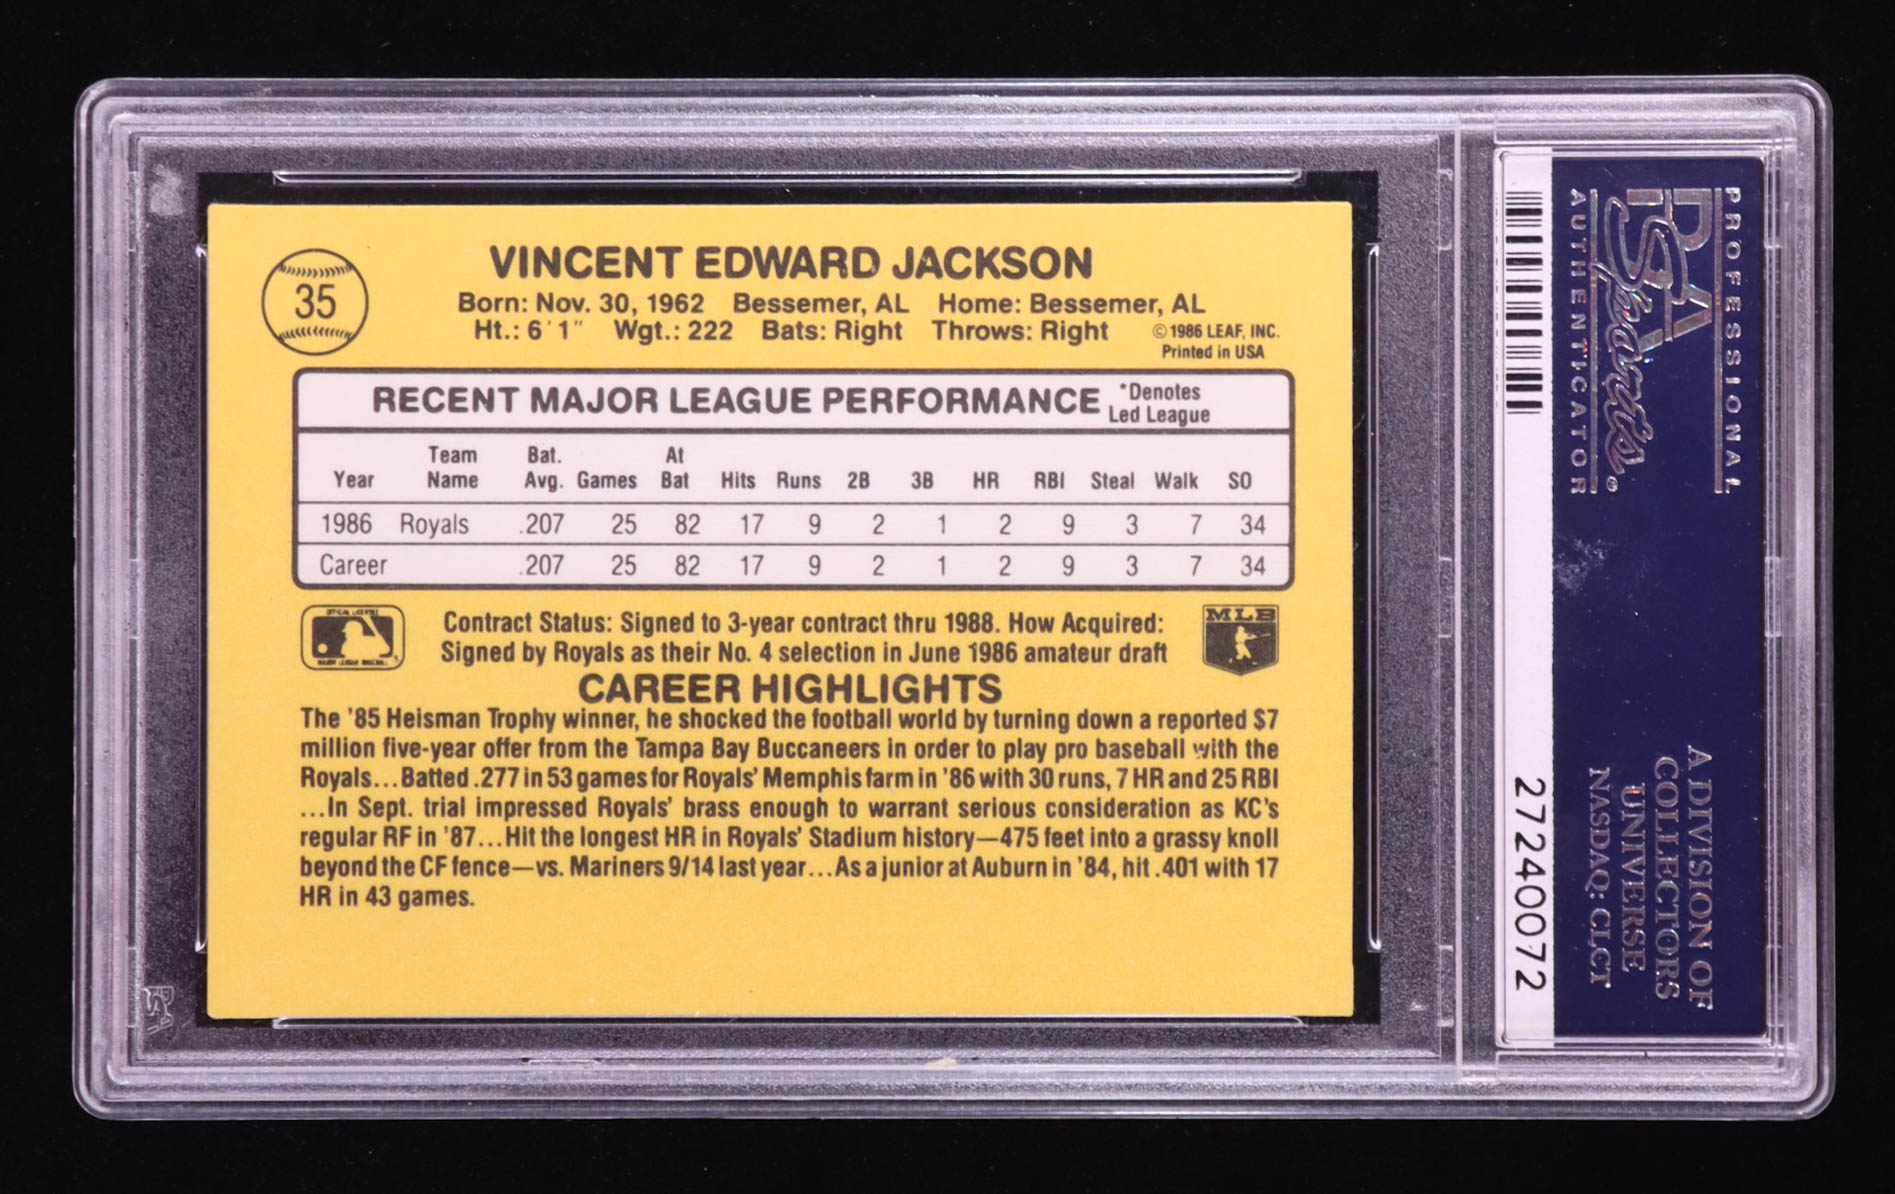 35
VINCENT EDWARD JACKSON
Born: Nov. 30, 1962 Bessemer, AL Home: Bessemer, AL
Ht.: 6'1" Wgt.: 222 Bats: Right Throws: Right
©1986 LEAF, INC.
Printed in USA
RECENT MAJOR LEAGUE PERFORMANCE *Denotes Led League
Year Team Name Bat. Avg. Games At Bat Hits Runs 2B 3B HR RBI Steal Walk SO
1986 Royals .207 25 82 17 9 2 1 2 9 3 7 34
Career .207 25 82 17 9 2 1 2 9 3 7 34
Contract Status: Signed to 3-year contract thru 1988. How Acquired:
Signed by Royals as their No. 4 selection in June 1986 amateur draft
MLB
CAREER HIGHLIGHTS
The '85 Heisman Trophy winner, he shocked the football world by turning down a reported $7
million five-year offer from the Tampa Bay Buccaneers in order to play pro baseball with the
Royals...Batted .277 in 53 games for Royals' Memphis farm in '86 with 30 runs, 7 HR and 25 RBI
...In Sept. trial impressed Royals' brass enough to warrant serious consideration as KC's
regular RF in '87...Hit the longest HR in Royals' Stadium history—475 feet into a grassy knoll
beyond the CF fence—vs. Mariners 9/14 last year...As a junior at Auburn in '84, hit .401 with 17
HR in 43 games.
PROFESSIONAL
PSA
Sports®
AUTHENTICATOR
A DIVISION OF
COLLECTORS
UNIVERSE
NASDAQ: CLCT
27240072
PSA